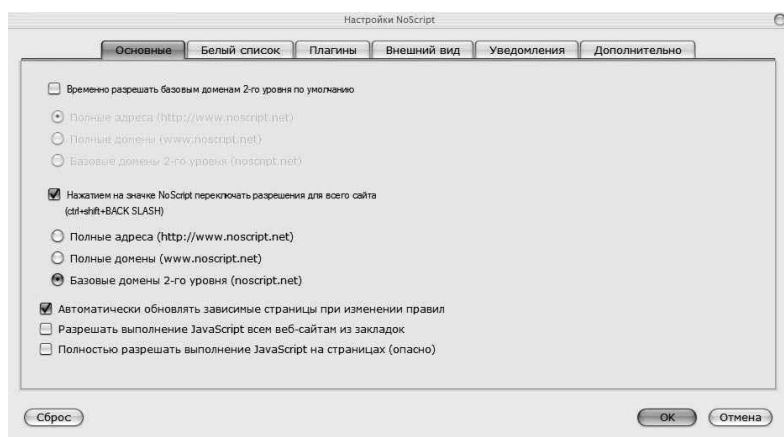 Настройки NoScript
Основные Белый список Плагины Внешний вид Уведомления Дополнительно
Временно разрешать базовым доменам 2-го уровня по умолчанию
Полные адреса (http://www.noscript.net)
Полные домены (www.noscript.net)
Базовые домены 2-го уровня (noscript.net)
Нажатием на значке NoScript переключать разрешения для всего сайта
(ctrl+shift+BACK SLASH)
Полные адреса (http://www.noscript.net)
Полные домены (www.noscript.net)
Базовые домены 2-го уровня (noscript.net)
Автоматически обновлять зависимые страницы при изменении правил
Разрешать выполнение JavaScript всем веб-сайтам из закладок
Полностью разрешать выполнение JavaScript на страницах (опасно)
Сброс OK Отмена